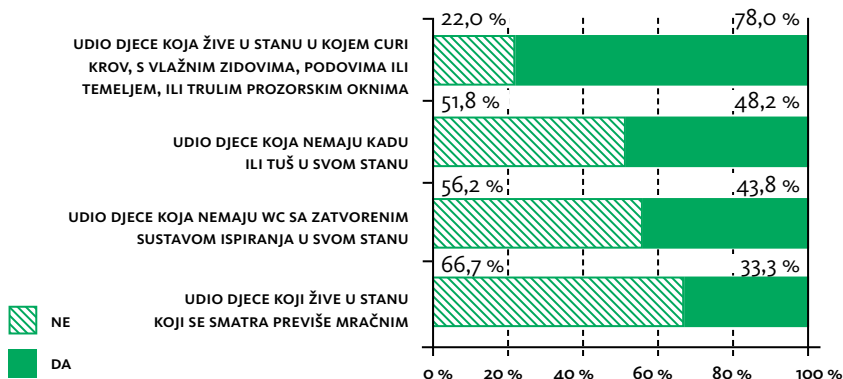 22,0 % 78,0 %
UDIO DJECE KOJA ŽIVE U STANU U KOJEM CURI
KROV, S VLAŽNIM ZIDOVIMA, PODOVIMA ILI
TEMELJEM, ILI TRULIM PROZORSKIM OKNIMA
51,8 % 48,2 %
UDIO DJECE KOJA NEMAJU KADU
ILI TUŠ U SVOM STANU
56,2 % 43,8 %
UDIO DJECE KOJA NEMAJU WC SA ZATVORENIM
SUSTAVOM ISPIRANJA U SVOM STANU
66,7 % 33,3 %
UDIO DJECE KOJI ŽIVE U STANU
KOJI SE SMATRA PREVIŠE MRAČNIM
NE
DA
0 % 20 % 40 % 60 % 80 % 100 %